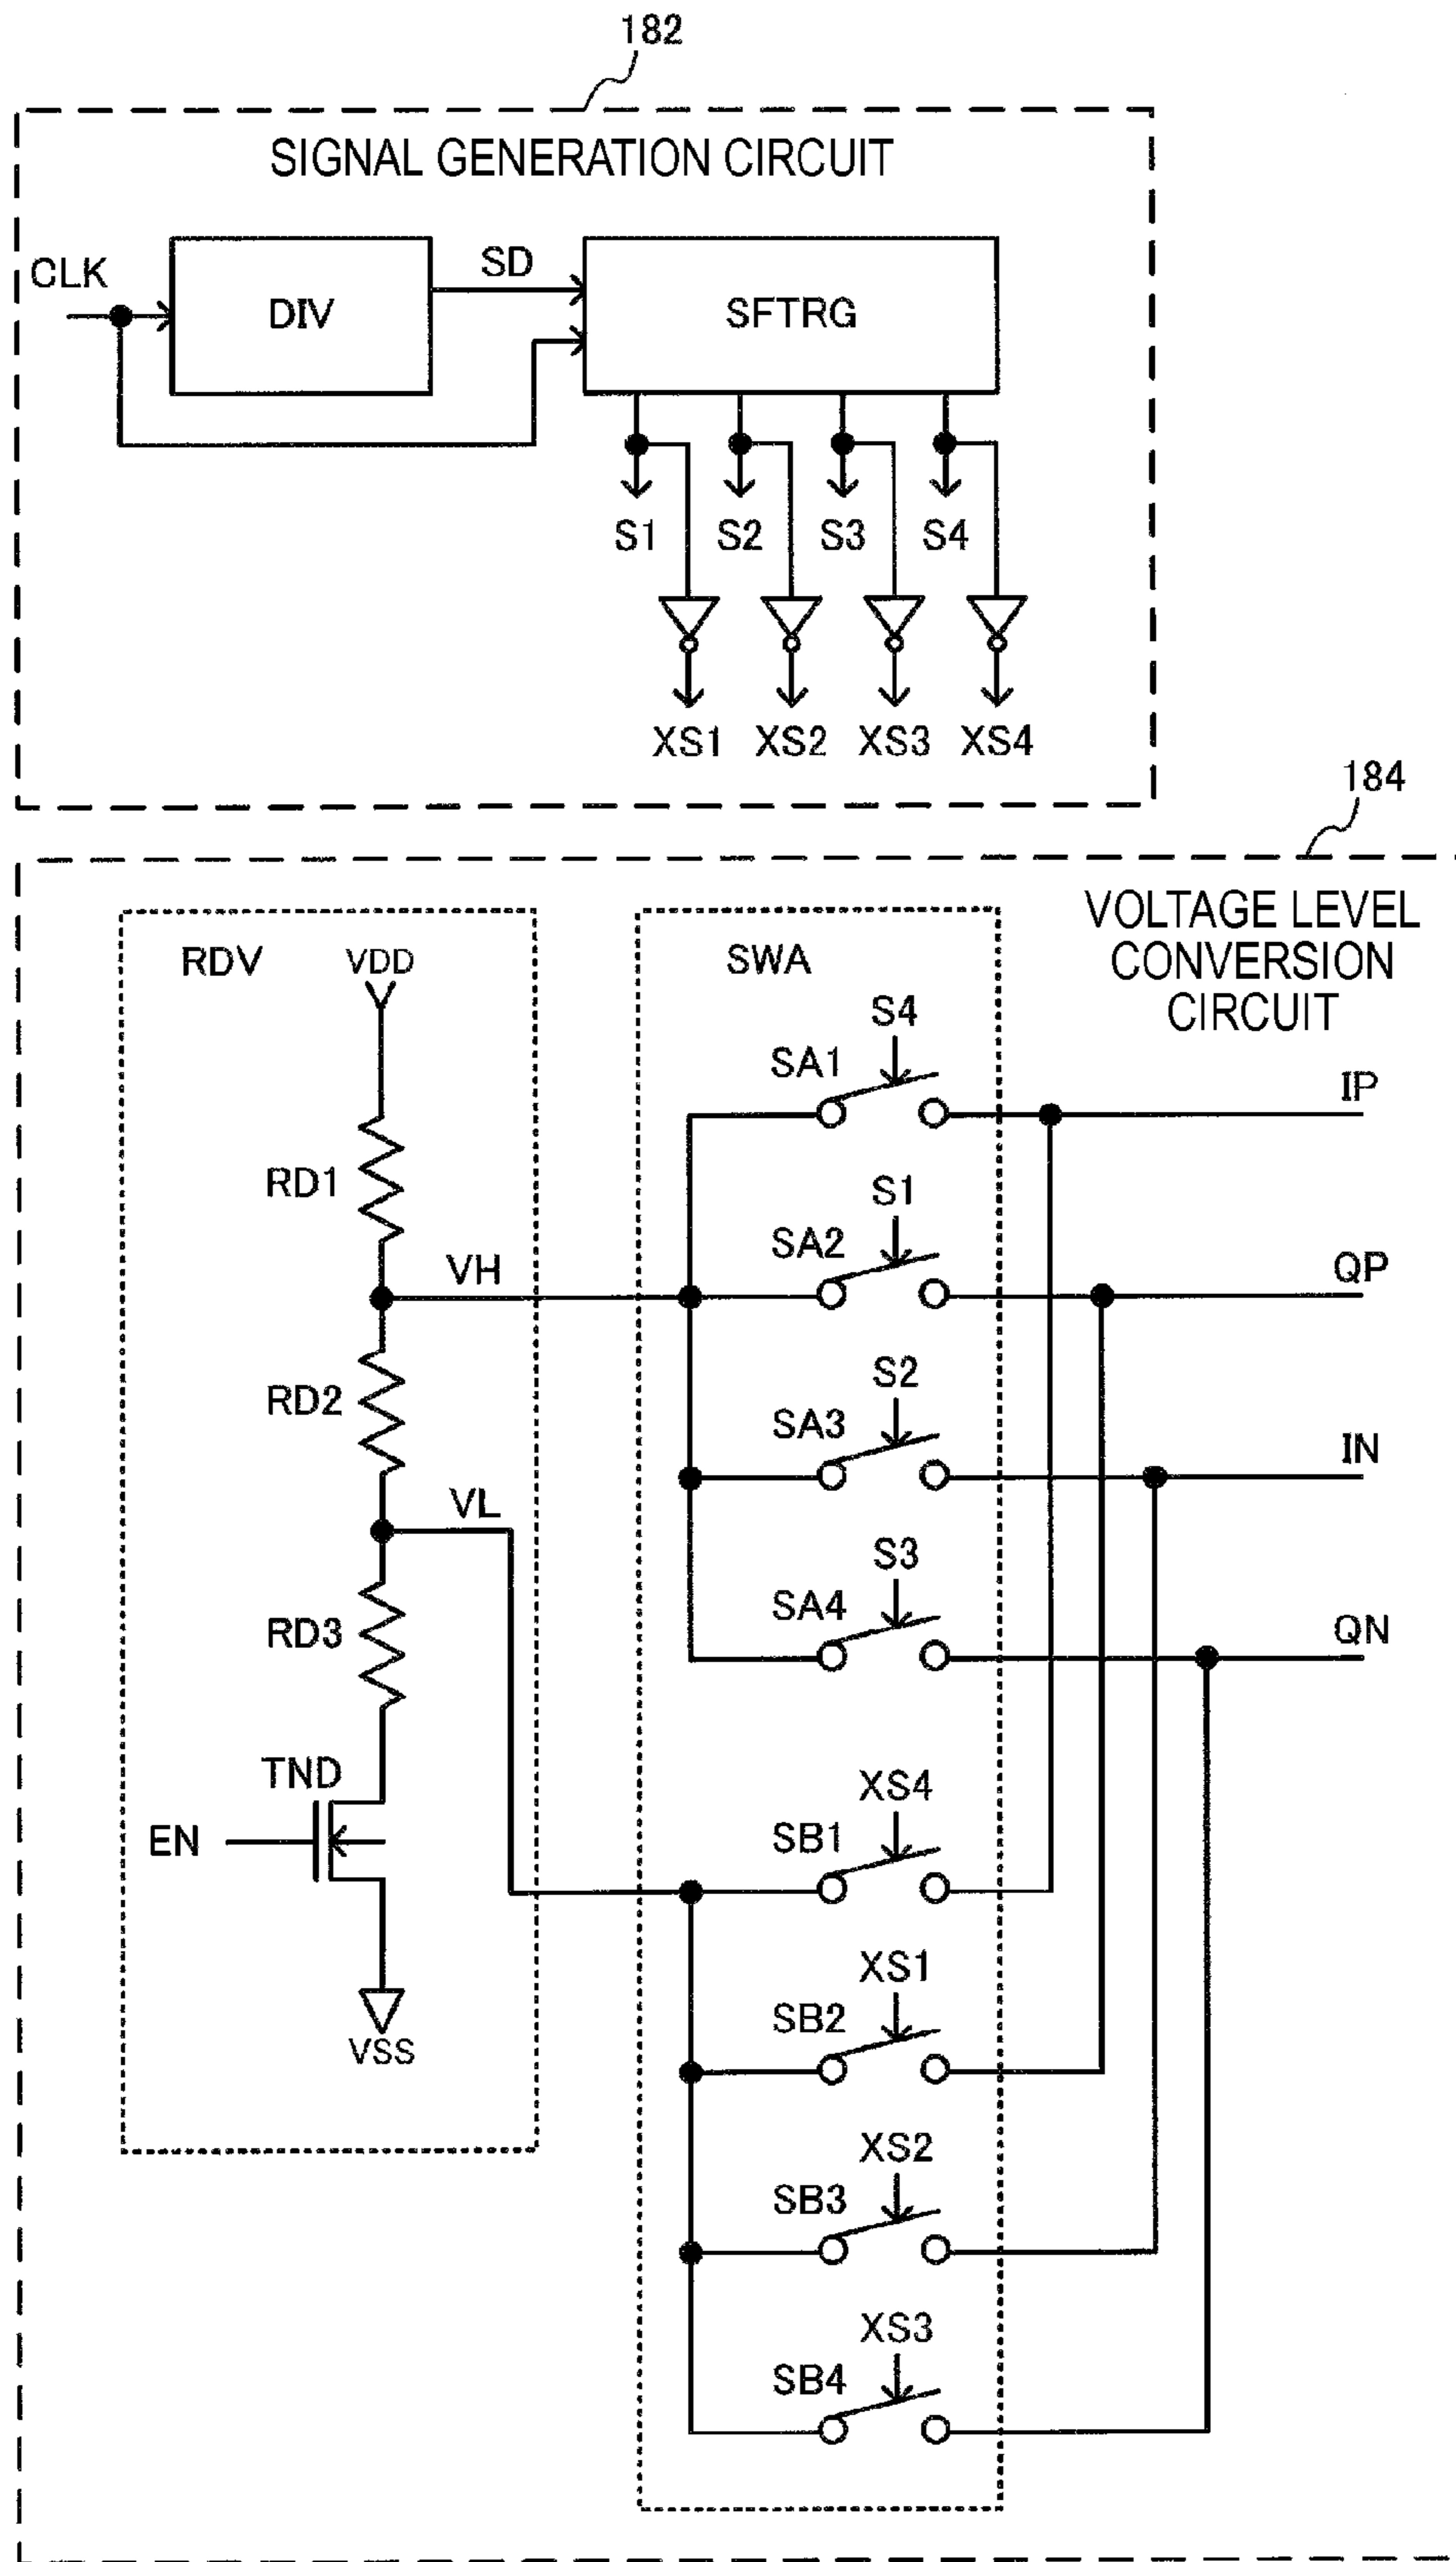 182
SIGNAL GENERATION CIRCUIT
CLK
DIV
SD
SFTRG
S1
S2
S3
S4
XS1
XS2
XS3
XS4
184
VOLTAGE LEVEL
CONVERSION
CIRCUIT
RDV
VDD
RD1
VH
RD2
VL
RD3
TND
EN
VSS
SWA
S4
SA1
IP
S1
SA2
QP
S2
SA3
IN
S3
SA4
QN
XS4
SB1
XS1
SB2
XS2
SB3
XS3
SB4